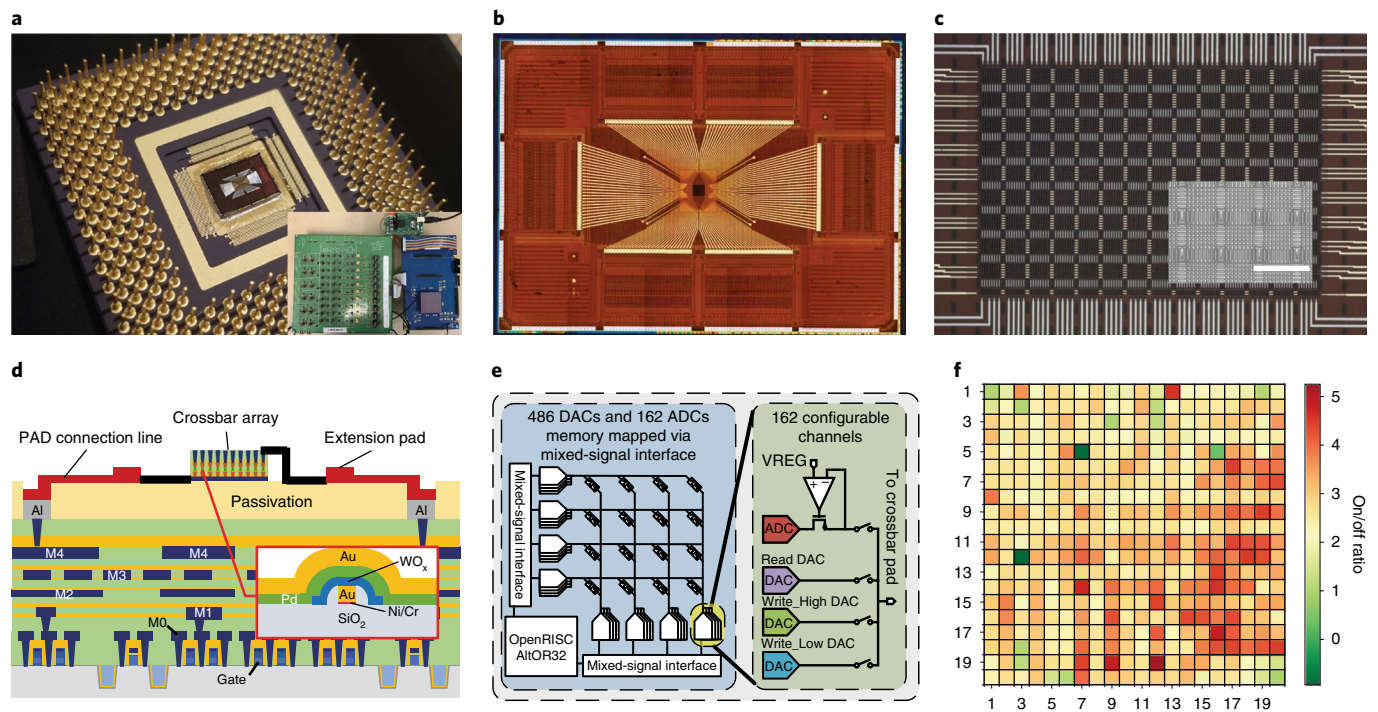 a
b
c
d
Crossbar array
PAD connection line
Extension pad
Passivation
Al
Al
M4
M4
M3
M2
M1
M0
Au
WOx
Pd
Au
Ni/Cr
SiO2
Gate
e
486 DACs and 162 ADCs
memory mapped via
mixed-signal interface
Mixed-signal interface
OpenRISC
AltOR32
Mixed-signal interface
162 configurable
channels
VREG
+ −
ADC
Read DAC
DAC
Write_High DAC
DAC
Write_Low DAC
DAC
To crossbar pad
f
1
3
5
7
9
11
13
15
17
19
1 3 5 7 9 11 13 15 17 19
5
4
3
2
1
0
On/off ratio